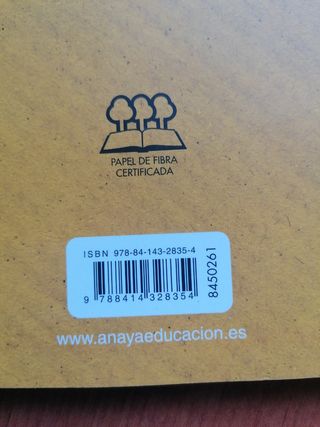 PAPEL DE FIBRA
CERTIFICADA
ISBN 978-84-143-2835-4
9 788414 328354
8450261
www.anayaeducacion.es